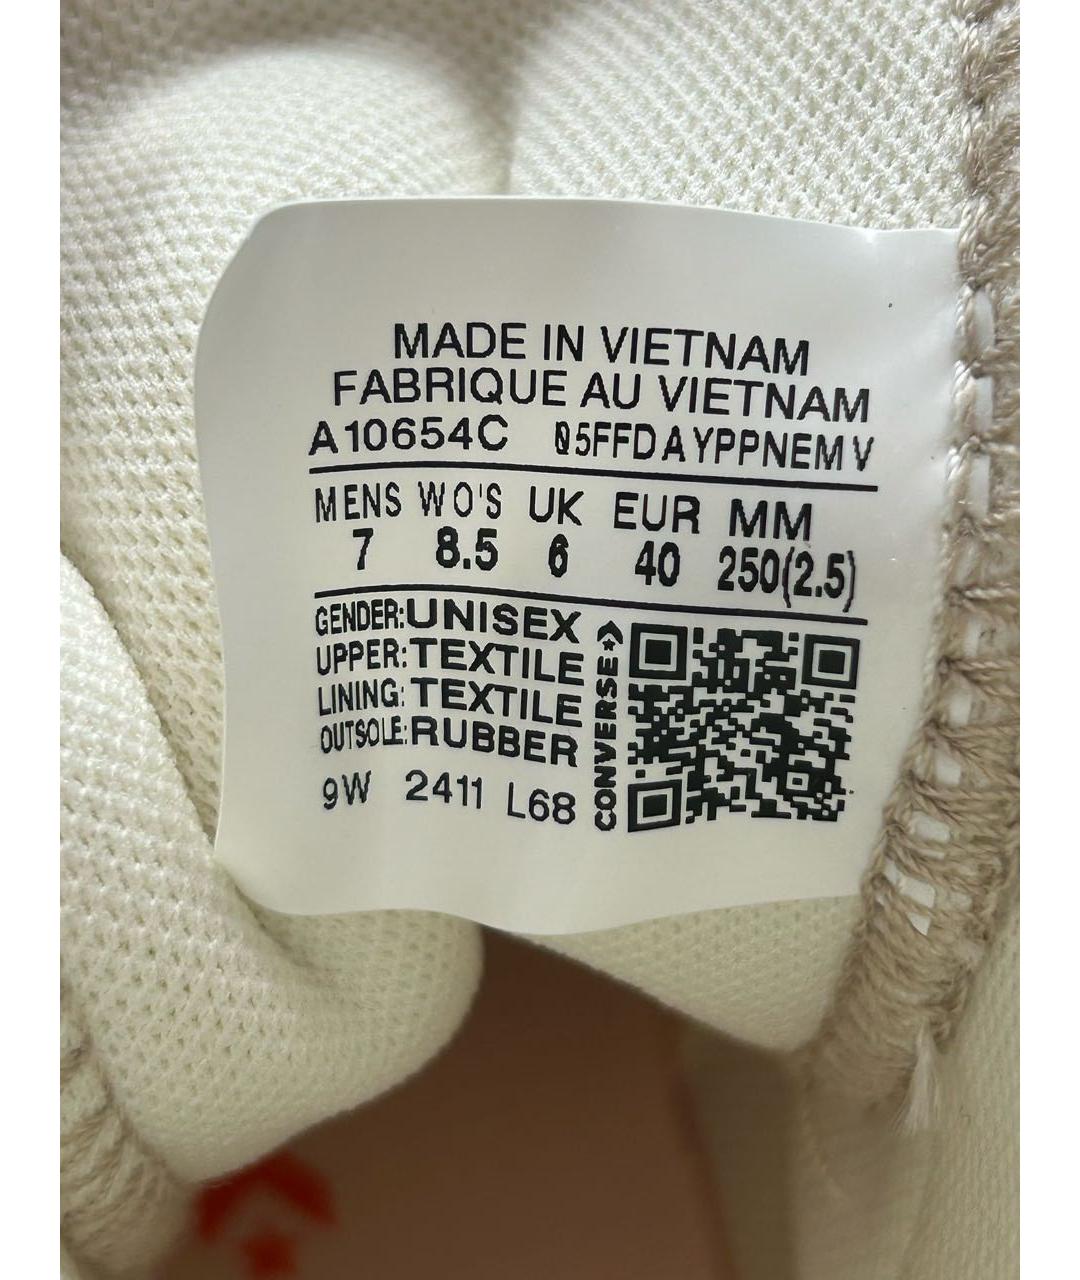 MADE IN VIETNAM
FABRIQUE AU VIETNAM
A10654C 05FFDAYPPNEMV
MENS WO'S UK EUR MM
7 8.5 6 40 250(2.5)
GENDER:UNISEX
UPPER:TEXTILE
LINING:TEXTILE
OUTSOLE:RUBBER
9W 2411 L68
CONVERSE